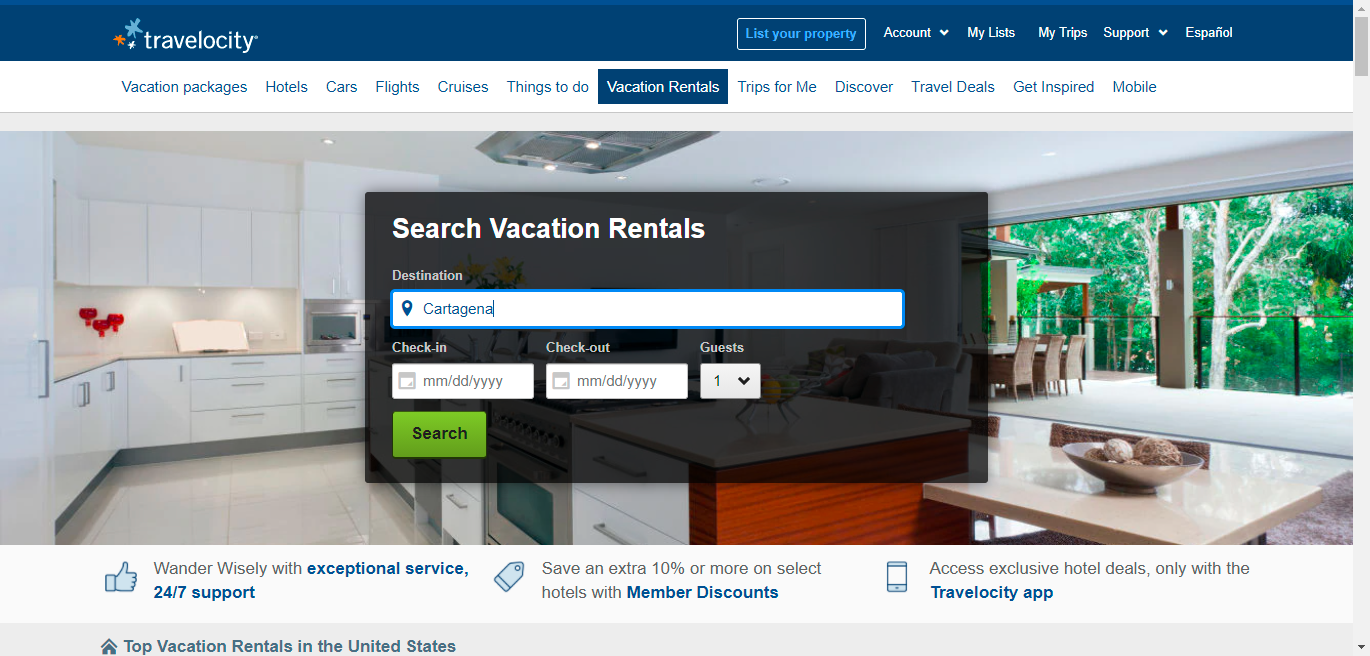 travelocity
List your property
Account
My Lists
My Trips
Support
Español
Vacation packages
Hotels
Cars
Flights
Cruises
Things to do
Vacation Rentals
Trips for Me
Discover
Travel Deals
Get Inspired
Mobile
Search Vacation Rentals
Destination
Cartagena
Check-in
Check-out
Guests
mm/dd/yyyy
mm/dd/yyyy
1
Search
Wander Wisely with exceptional service,
24/7 support
Save an extra 10% or more on select
hotels with Member Discounts
Access exclusive hotel deals, only with the
Travelocity app
Top Vacation Rentals in the United States